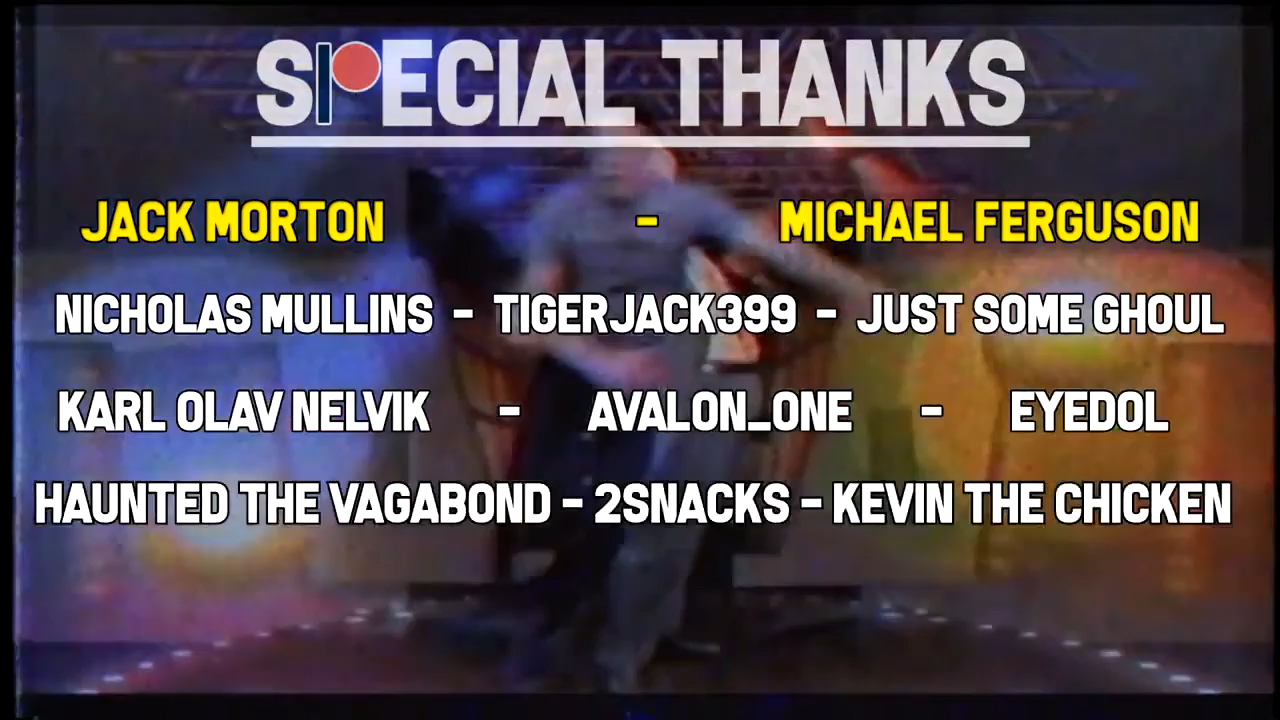 SPECIAL THANKS
JACK MORTON - MICHAEL FERGUSON
NICHOLAS MULLINS - TIGERJACK399 - JUST SOME GHOUL
KARL OLAV NELVIK - AVALON_ONE - EYEDOL
HAUNTED THE VAGABOND - 2SNACKS - KEVIN THE CHICKEN